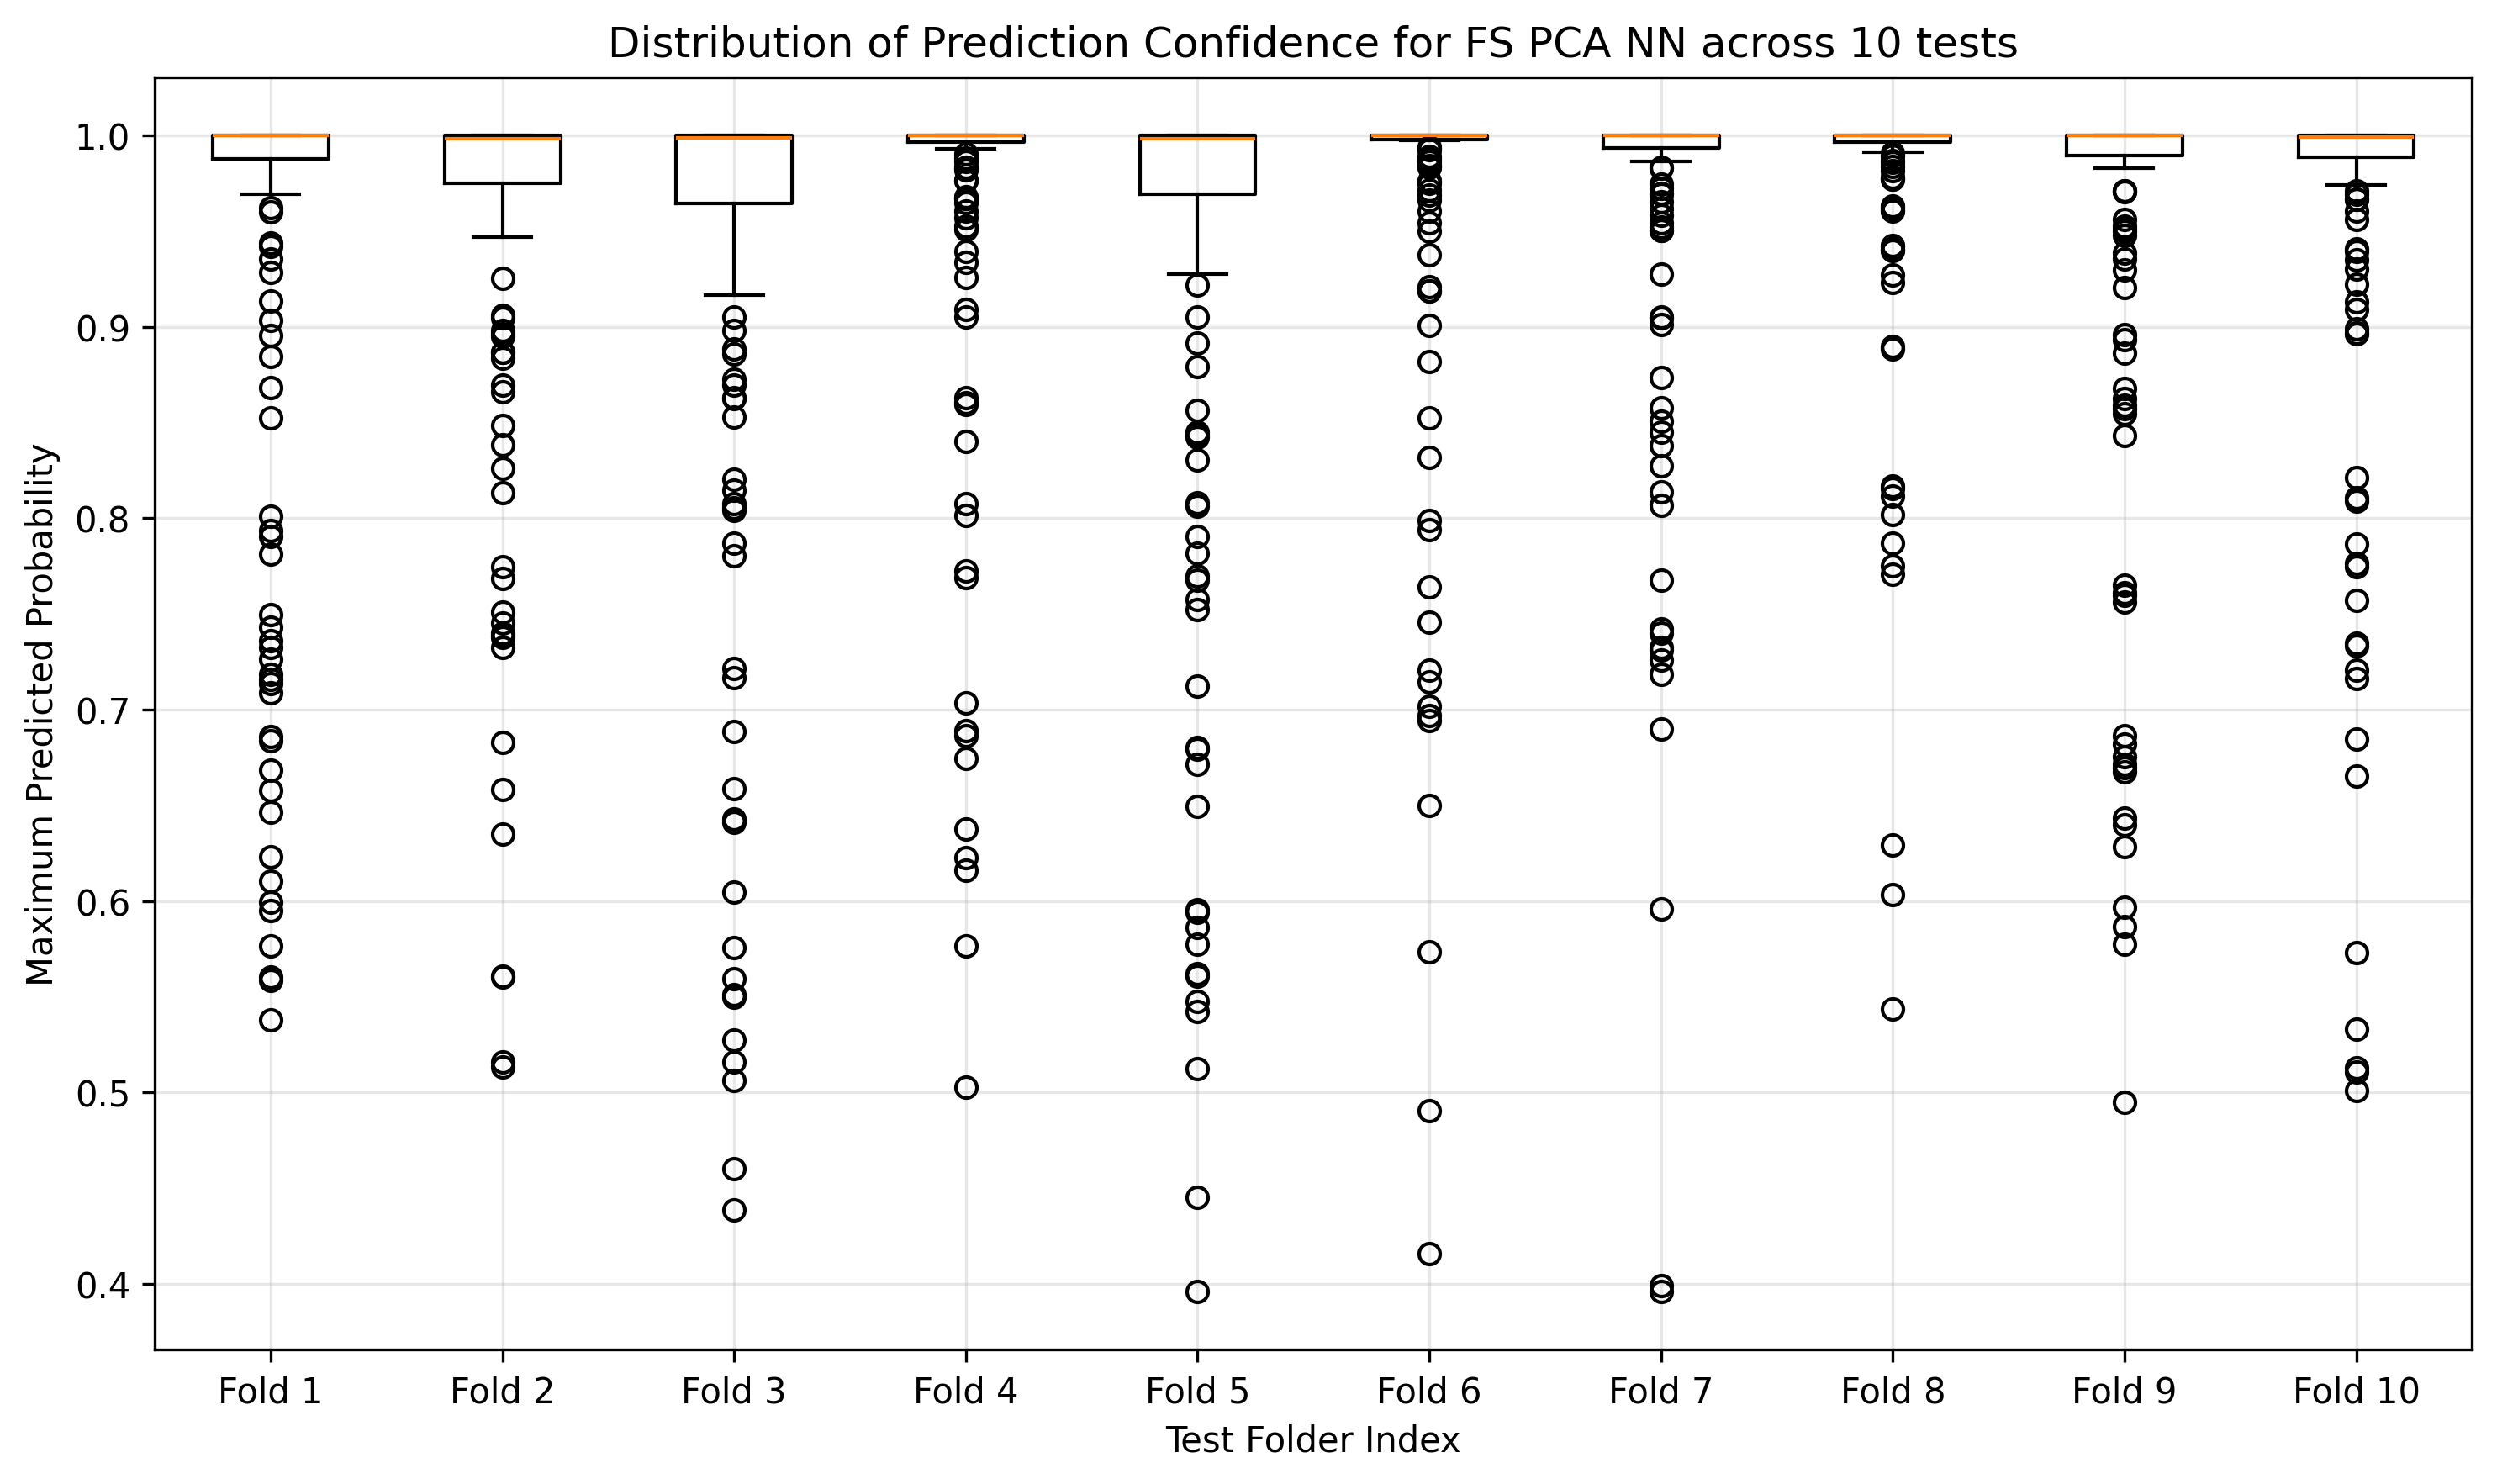 Distribution of Prediction Confidence for FS PCA NN across 10 tests
Maximum Predicted Probability
1.0
0.9
0.8
0.7
0.6
0.5
0.4
Fold 1 Fold 2 Fold 3 Fold 4 Fold 5 Fold 6 Fold 7 Fold 8 Fold 9 Fold 10
Test Folder Index